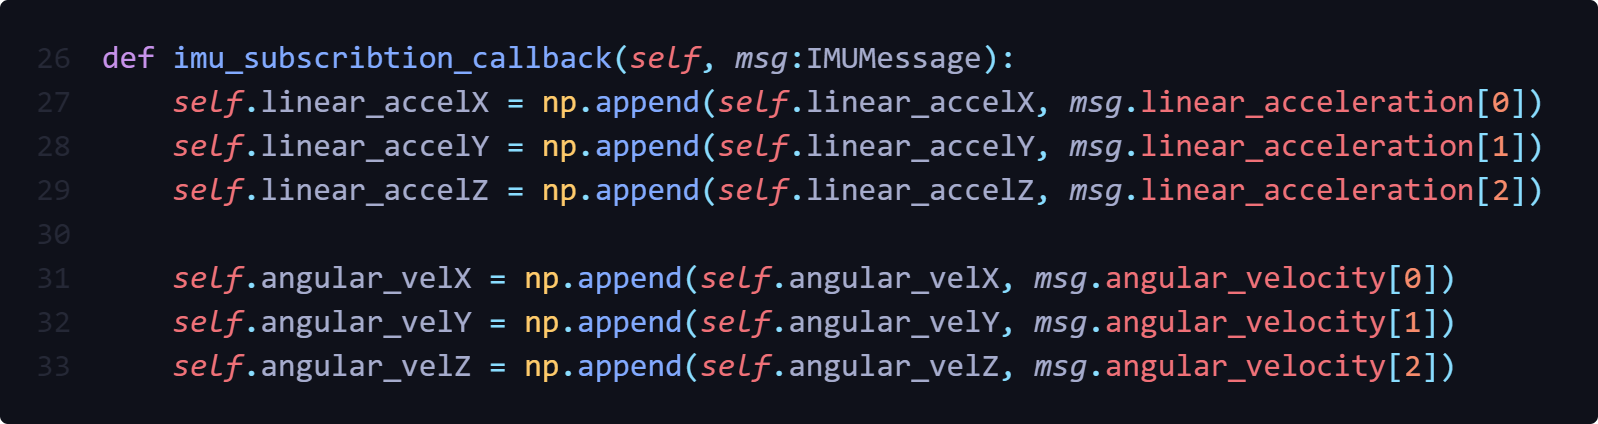 26 def imu_subscribtion_callback(self, msg:IMUMessage):
27     self.linear_accelX = np.append(self.linear_accelX, msg.linear_acceleration[0])
28     self.linear_accelY = np.append(self.linear_accelY, msg.linear_acceleration[1])
29     self.linear_accelZ = np.append(self.linear_accelZ, msg.linear_acceleration[2])
30
31     self.angular_velX = np.append(self.angular_velX, msg.angular_velocity[0])
32     self.angular_velY = np.append(self.angular_velY, msg.angular_velocity[1])
33     self.angular_velZ = np.append(self.angular_velZ, msg.angular_velocity[2])